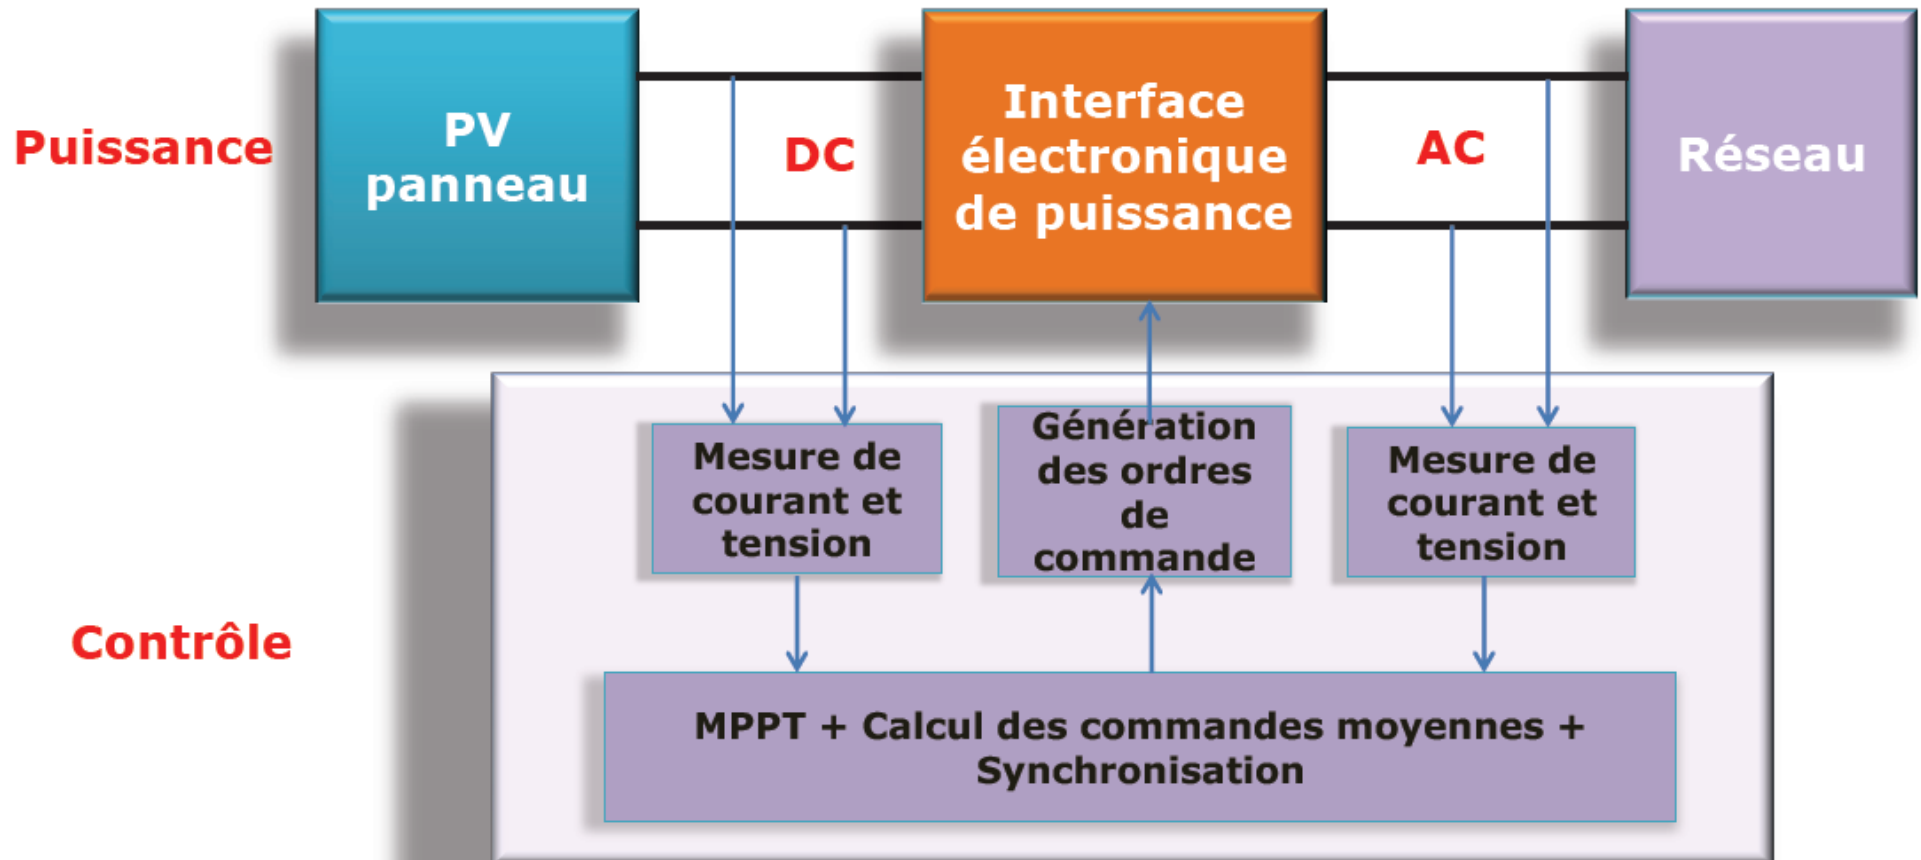 Puissance
PV
panneau
DC
Interface
électronique
de puissance
AC
Réseau
Contrôle
Mesure de
courant et
tension
Génération
des ordres
de
commande
Mesure de
courant et
tension
MPPT + Calcul des commandes moyennes +
Synchronisation